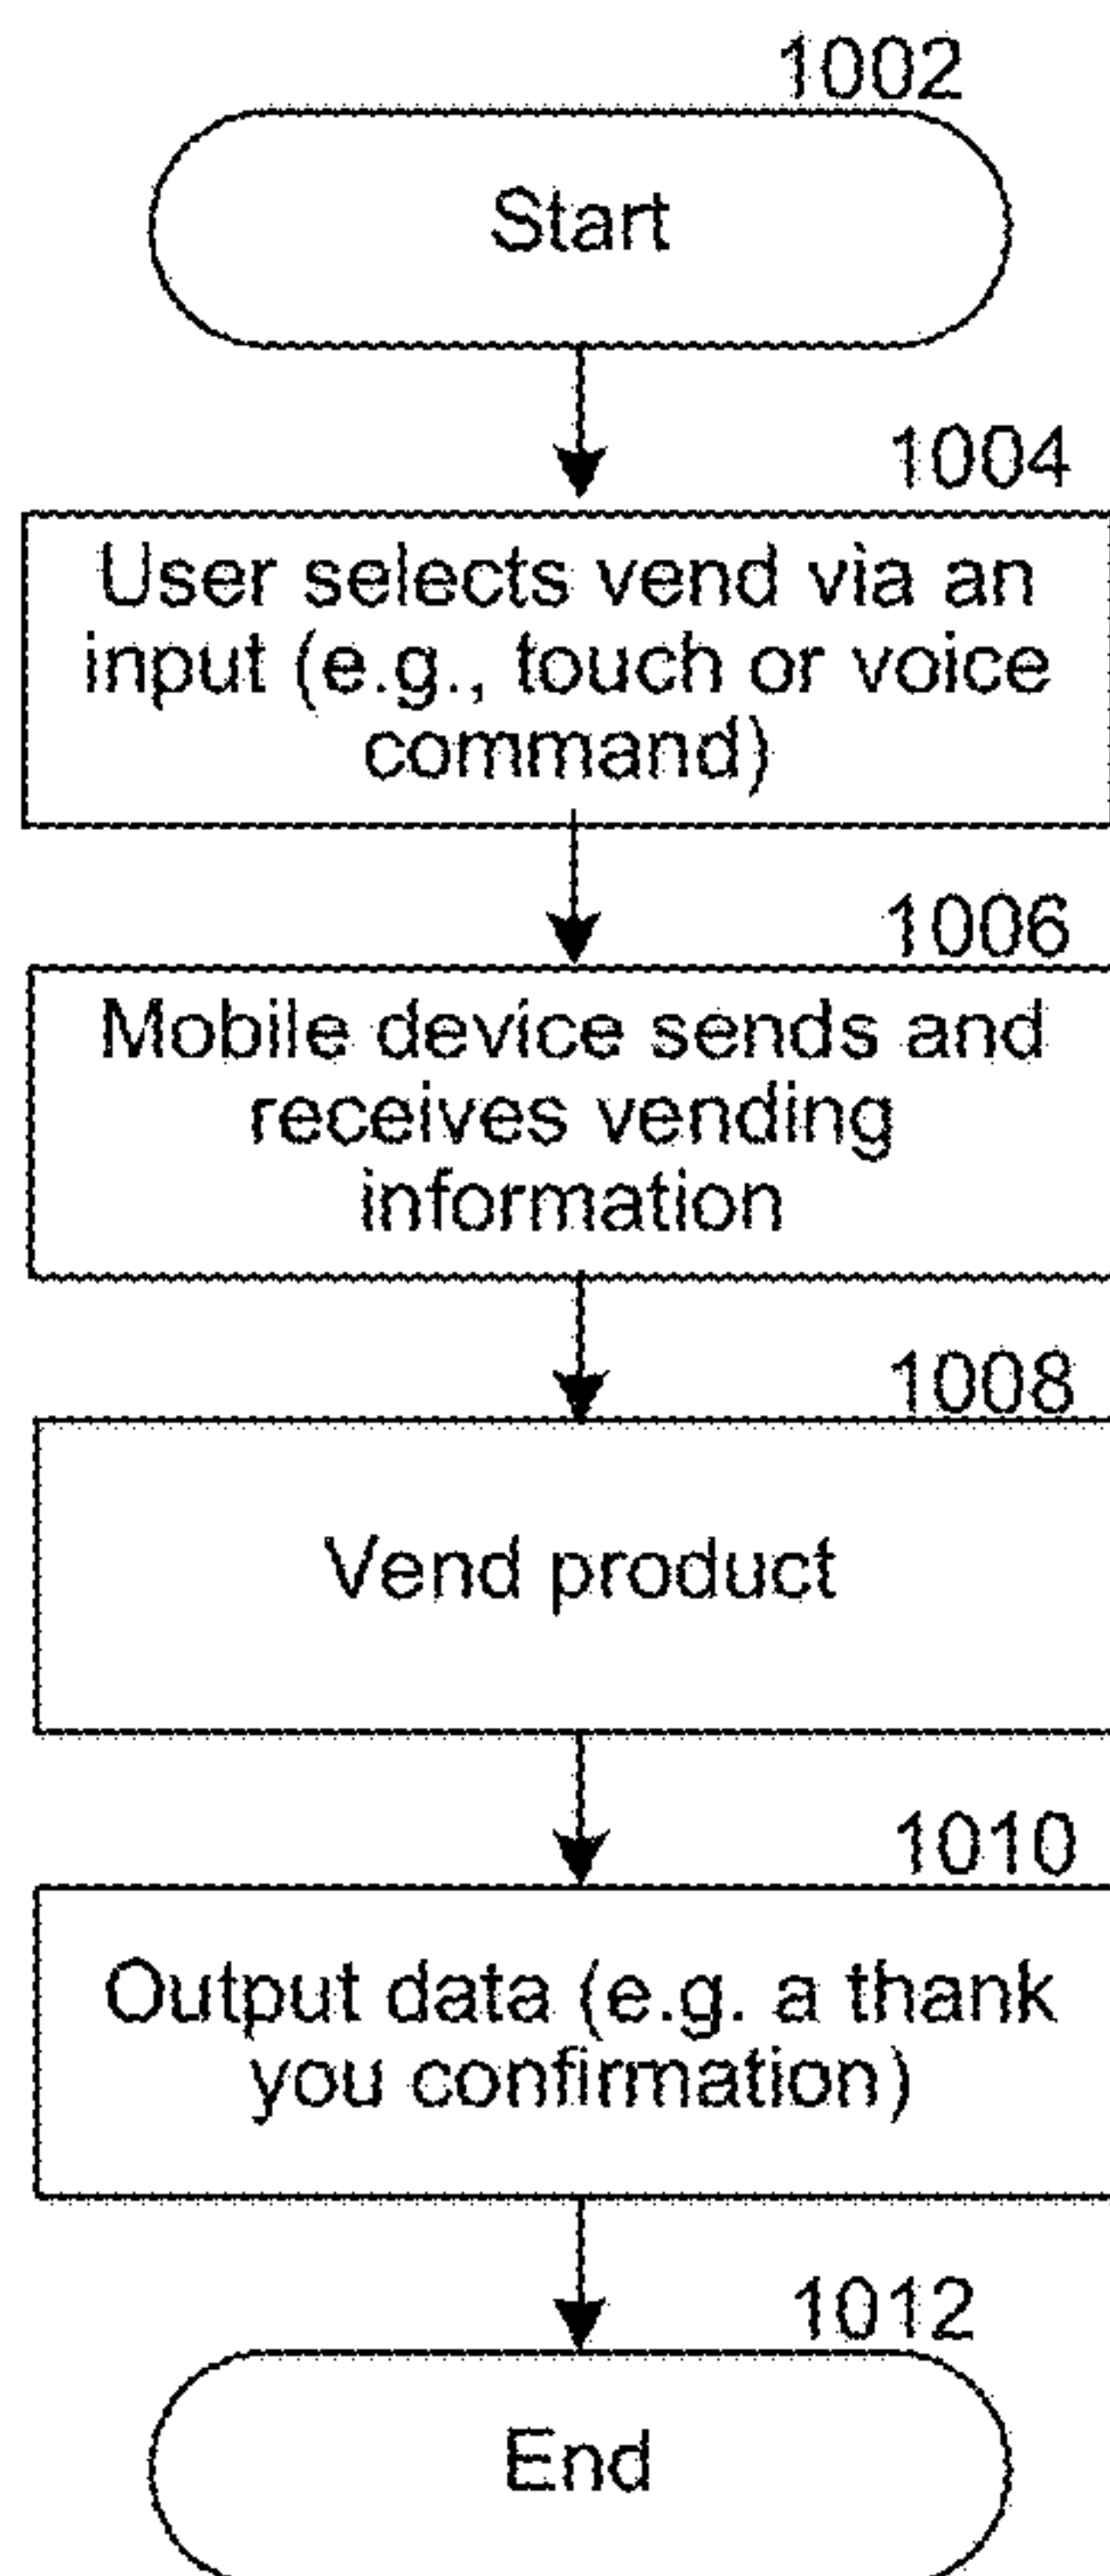 1002
Start
1004
User selects vend via an
input (e.g., touch or voice
command)
1006
Mobile device sends and
receives vending
information
1008
Vend product
1010
Output data (e.g. a thank
you confirmation)
1012
End